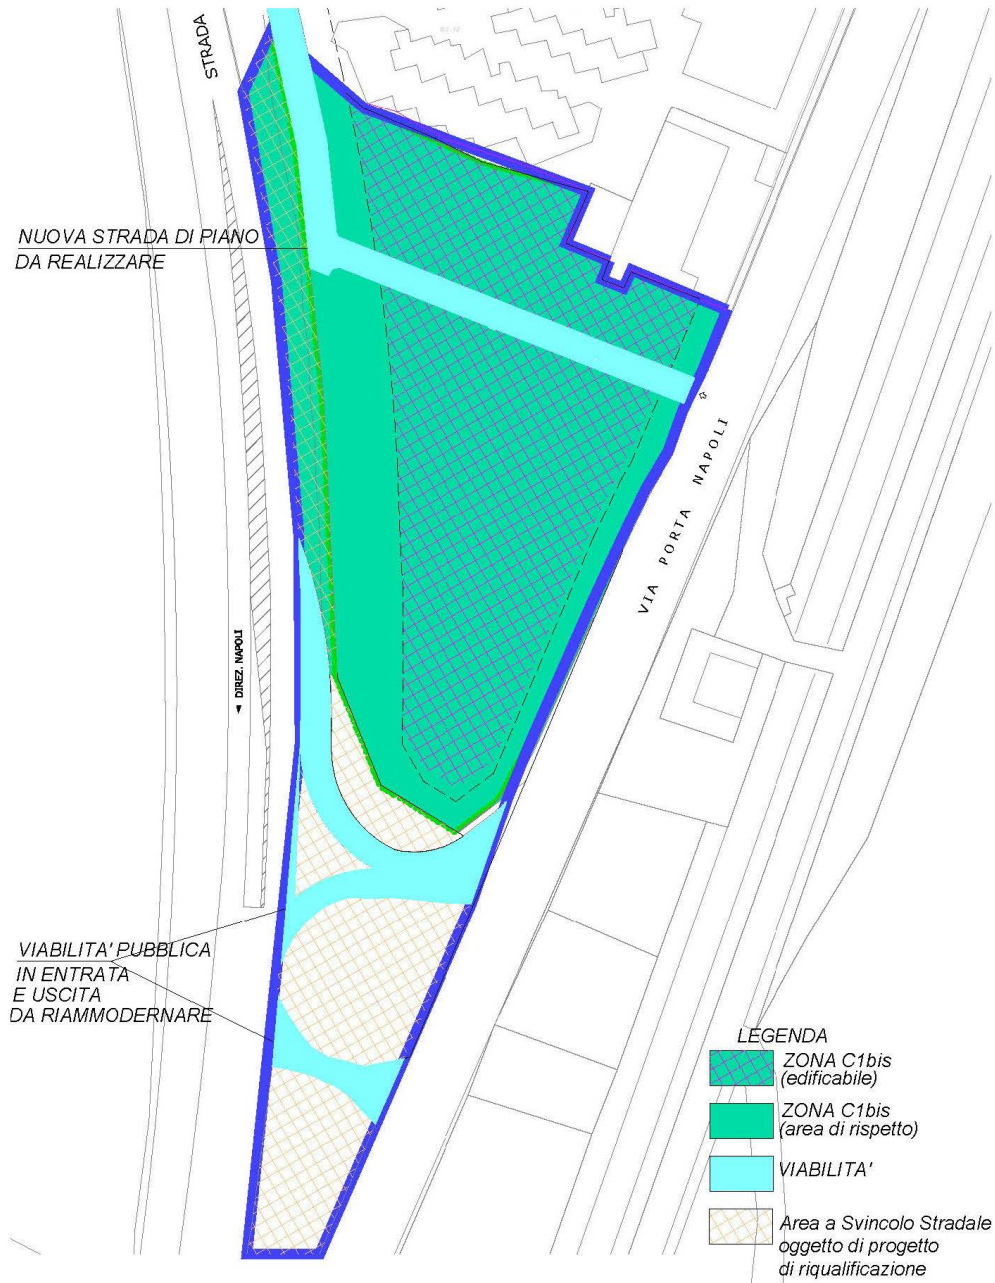 STRADA
NUOVA STRADA DI PIANO
DA REALIZZARE
VIA PORTA NAPOLI
DIREZ. NAPOLI
VIABILITA' PUBBLICA
IN ENTRATA
E USCITA
DA RIAMMODERNARE
LEGENDA
ZONA C1bis
(edificabile)
ZONA C1bis
(area di rispetto)
VIABILITA'
Area a Svincolo Stradale
oggetto di progetto
di riqualificazione